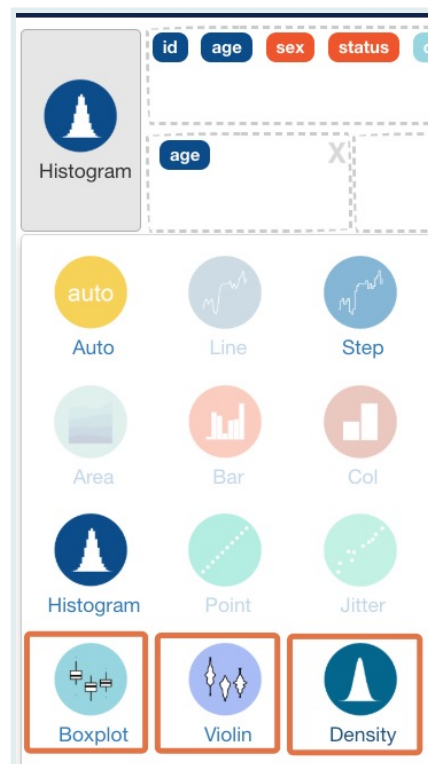 id age sex status
Histogram
age X
auto
Auto Line Step
Area Bar Col
Histogram Point Jitter
Boxplot Violin Density